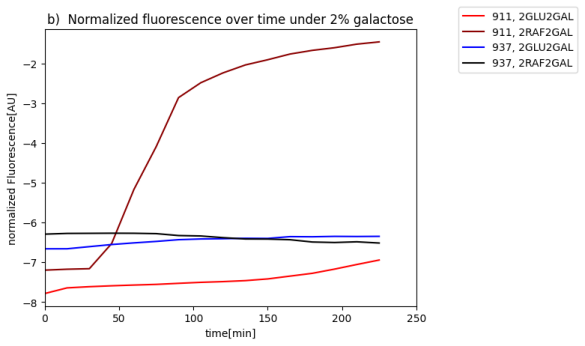 b) Normalized fluorescence over time under 2% galactose
911, 2GLU2GAL
911, 2RAF2GAL
937, 2GLU2GAL
937, 2RAF2GAL
normalized Fluorescence[AU]
−2
−3
−4
−5
−6
−7
−8
0 50 100 150 200 250
time[min]